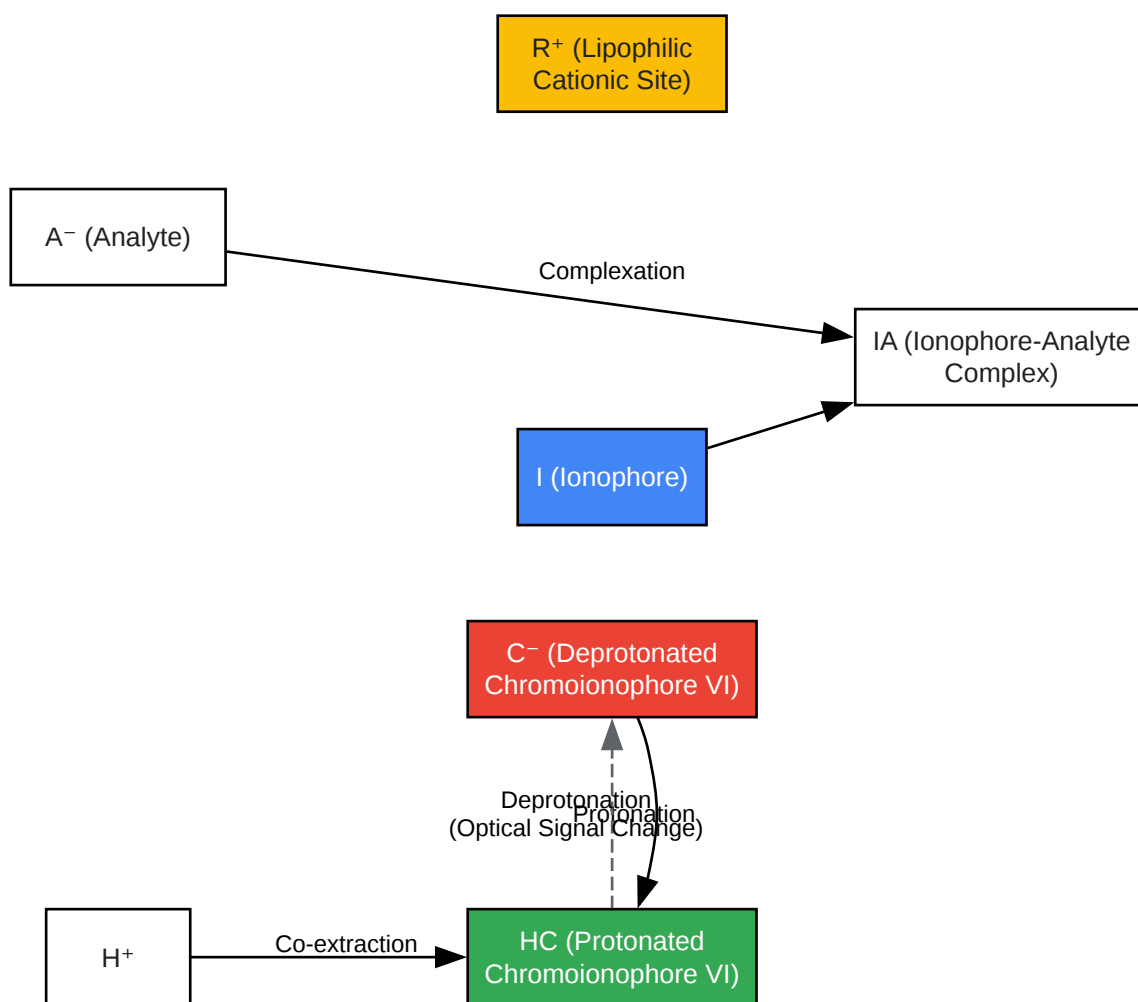 R⁺ (Lipophilic
Cationic Site)
A⁻ (Analyte)
Complexation
IA (Ionophore-Analyte
Complex)
I (Ionophore)
C⁻ (Deprotonated
Chromoionophore VI)
Deprotonation
(Optical Signal Change)
Protonation
H⁺
Co-extraction
HC (Protonated
Chromoionophore VI)